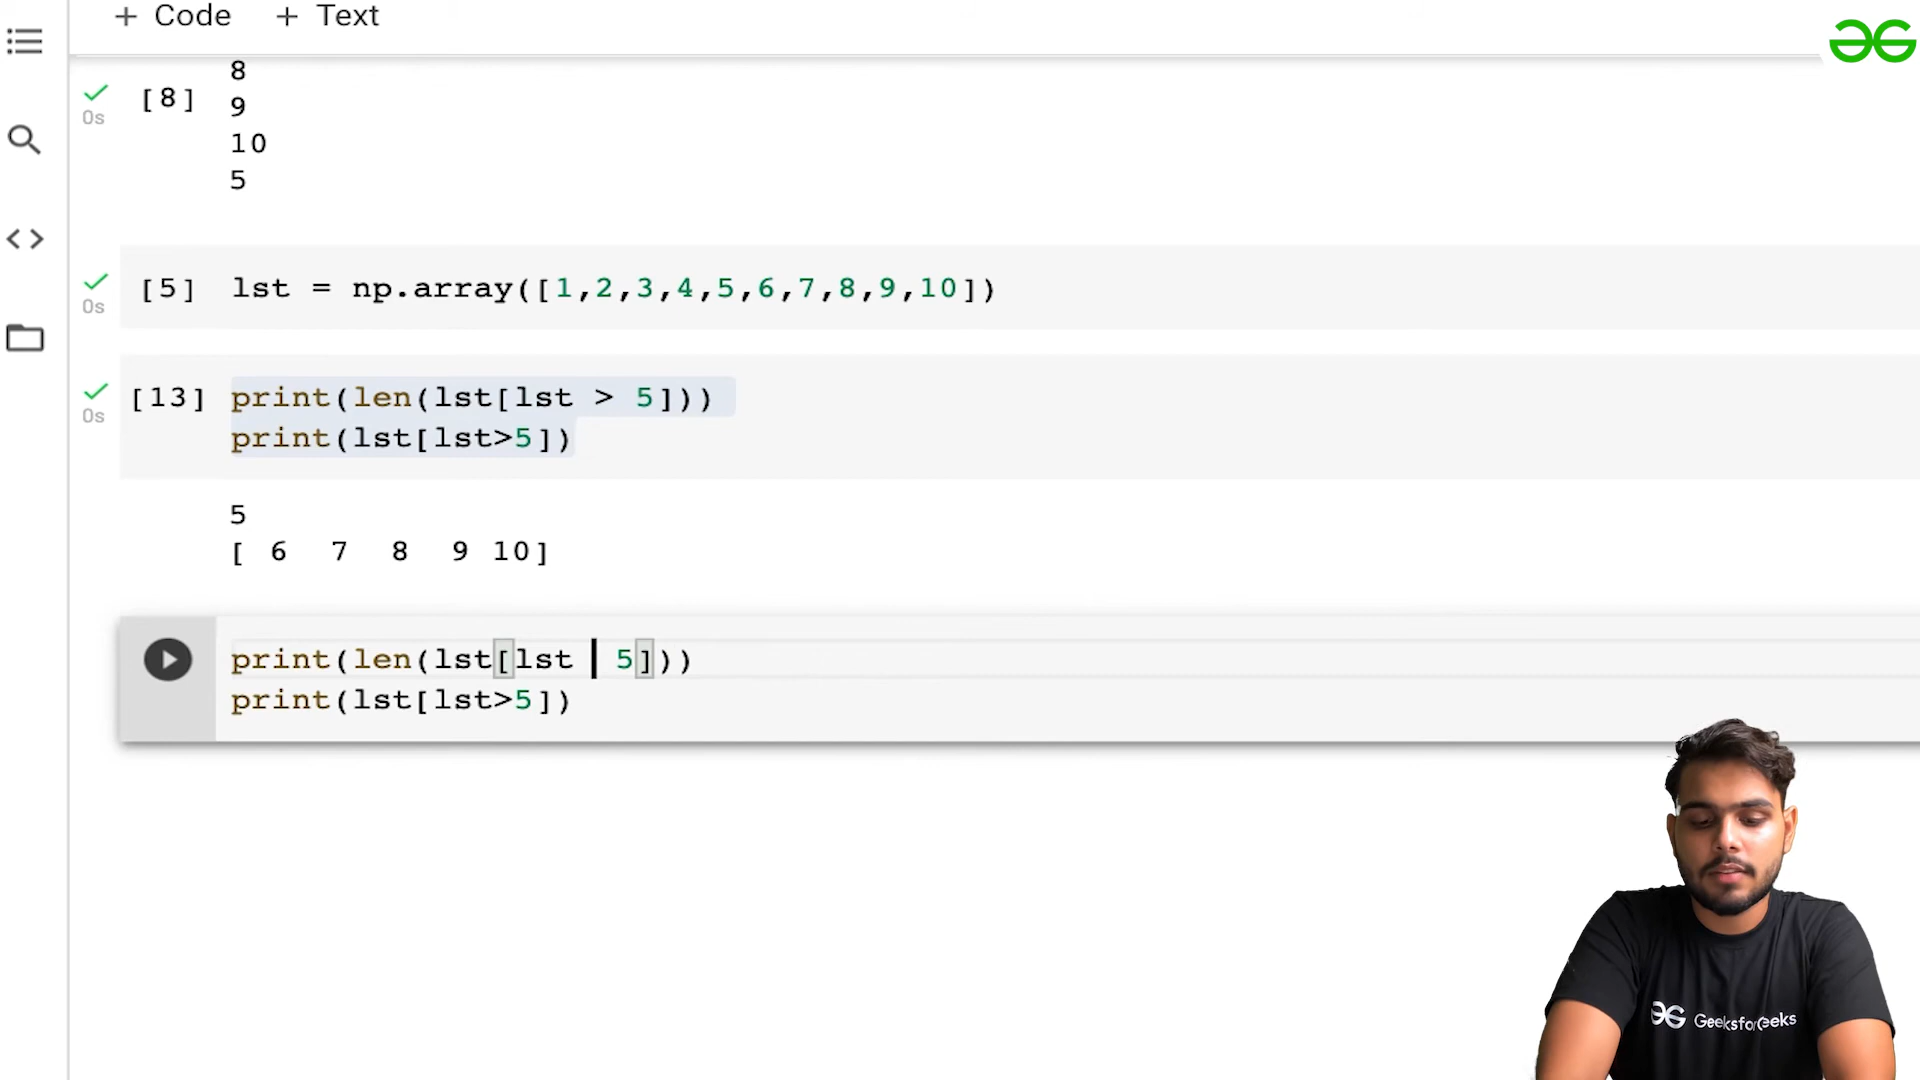 + Code + Text
8
[8] 9
0s
10
5
[5] lst = np.array([1,2,3,4,5,6,7,8,9,10])
0s
[13] print(len(lst[lst > 5]))
0s
print(lst[lst>5])
5
[ 6 7 8 9 10]
print(len(lst[lst 5]))
print(lst[lst>5])
GeeksforGeeks